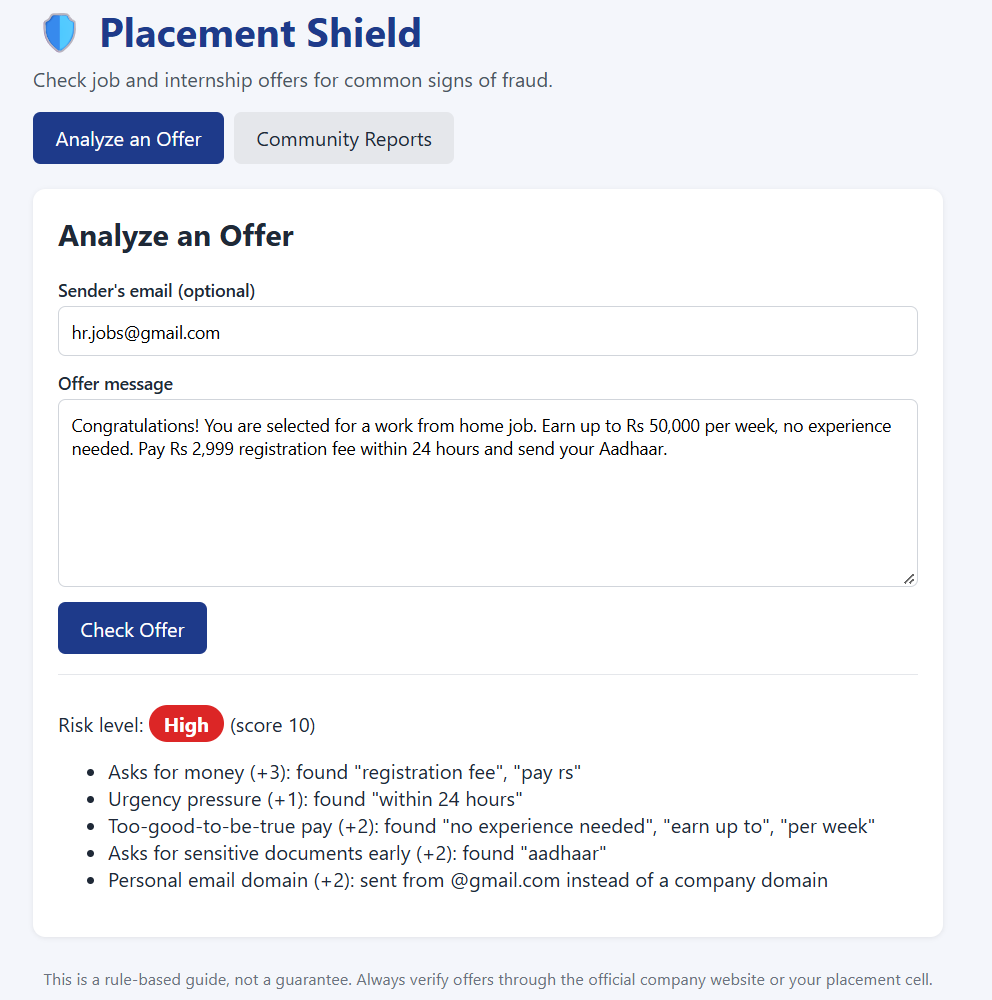 Placement Shield
Check job and internship offers for common signs of fraud.
Analyze an Offer
Community Reports
Analyze an Offer
Sender's email (optional)
hr.jobs@gmail.com
Offer message
Congratulations! You are selected for a work from home job. Earn up to Rs 50,000 per week, no experience
needed. Pay Rs 2,999 registration fee within 24 hours and send your Aadhaar.
Check Offer
Risk level: High (score 10)
• Asks for money (+3): found "registration fee", "pay rs"
• Urgency pressure (+1): found "within 24 hours"
• Too-good-to-be-true pay (+2): found "no experience needed", "earn up to", "per week"
• Asks for sensitive documents early (+2): found "aadhaar"
• Personal email domain (+2): sent from @gmail.com instead of a company domain
This is a rule-based guide, not a guarantee. Always verify offers through the official company website or your placement cell.